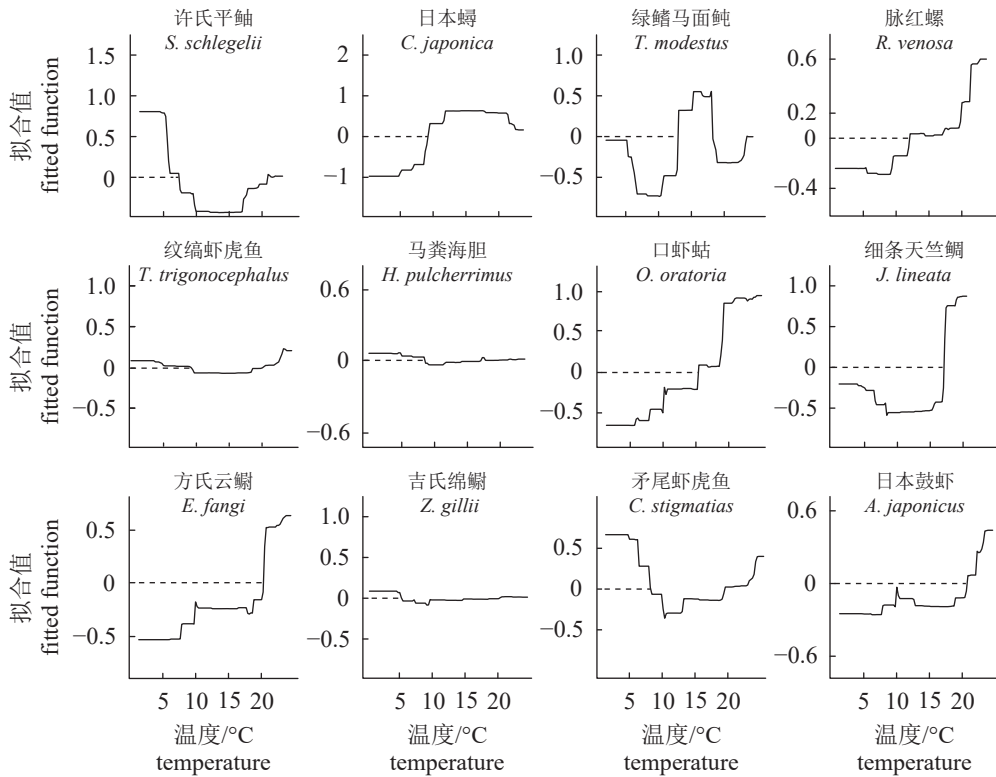 许氏平鲉
S. schlegelii
1.5
1.0
0.5
0
拟合值
fitted function
日本蟳
C. japonica
2
1
0
−1
绿鳍马面鲀
T. modestus
1.0
0.5
0
−0.5
脉红螺
R. venosa
0.6
0.2
0
−0.4
纹缟虾虎鱼
T. trigonocephalus
1.0
0.5
0
−0.5
拟合值
fitted function
马粪海胆
H. pulcherrimus
0.6
0
−0.6
口虾蛄
O. oratoria
1.0
0.5
0
−0.5
细条天竺鲷
J. lineata
1.0
0.5
0
−0.5
方氏云鳚
E. fangi
0.5
0
−0.5
拟合值
fitted function
5 10 15 20
温度/°C
temperature
吉氏绵鳚
Z. gillii
1.0
0.5
0
−0.5
5 10 15 20
温度/°C
temperature
矛尾虾虎鱼
C. stigmatias
0.5
0
−0.5
5 10 15 20
温度/°C
temperature
日本鼓虾
A. japonicus
0.6
0
−0.6
5 10 15 20
温度/°C
temperature